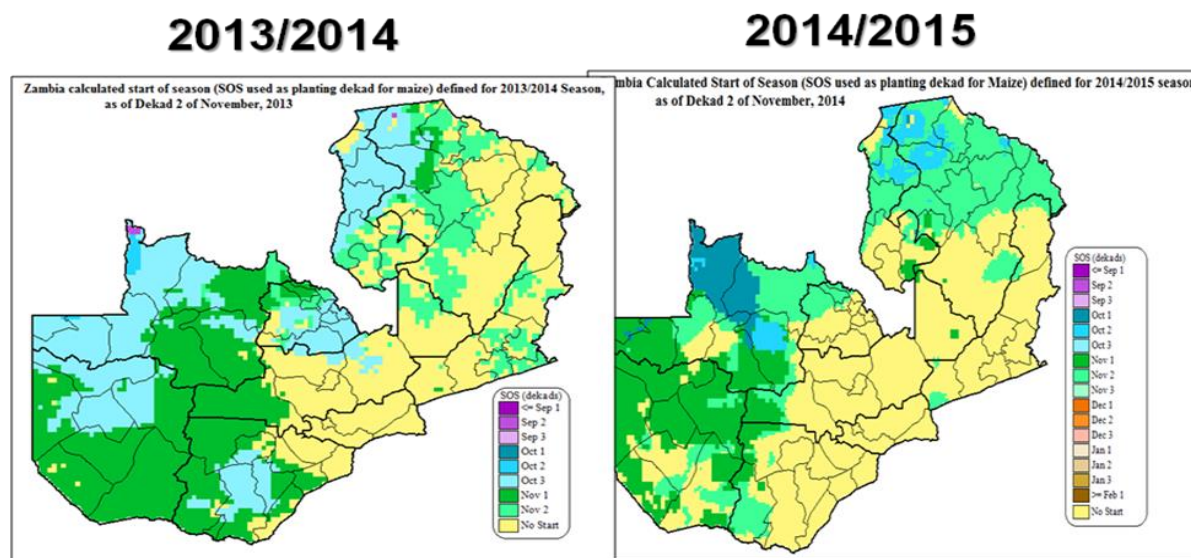 2013/2014
Zambia calculated start of season (SOS used as planting dekad for maize) defined for 2013/2014 Season,
as of Dekad 2 of November, 2013
SOS (dekads)
<= Sep 1
Sep 2
Sep 3
Oct 1
Oct 2
Oct 3
Nov 1
Nov 2
No Start
2014/2015
mbia Calculated Start of Season (SOS used as planting dekad for Maize) defined for 2014/2015 season
as of Dekad 2 of November, 2014
SOS (dekads)
<= Sep 1
Sep 2
Sep 3
Oct 1
Oct 2
Oct 3
Nov 1
Nov 2
Nov 3
Dec 1
Dec 2
Dec 3
Jan 1
Jan 2
Jan 3
>= Feb 1
No Start